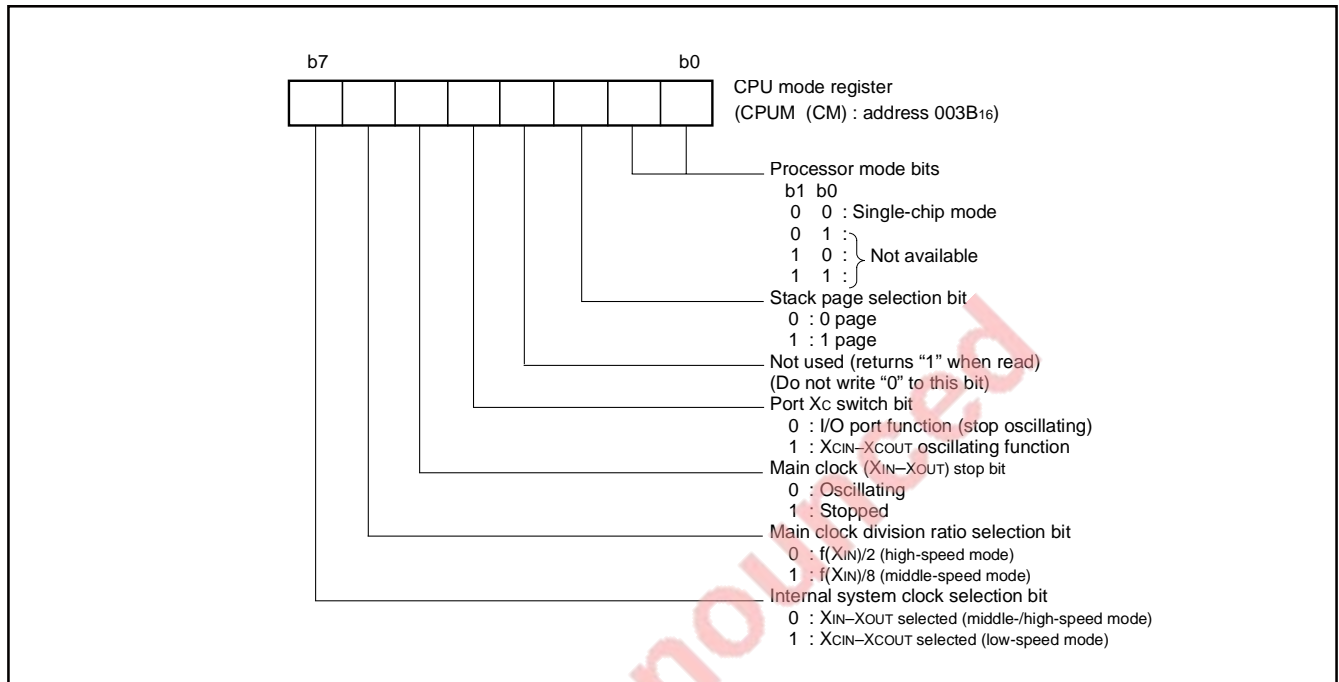 b7 b0
CPU mode register
(CPUM (CM) : address 003B16)
Processor mode bits
b1 b0
0 0 : Single-chip mode
0 1 :
1 0 : Not available
1 1 :
Stack page selection bit
0 : 0 page
1 : 1 page
Not used (returns “1” when read)
(Do not write “0” to this bit)
Port XC switch bit
0 : I/O port function (stop oscillating)
1 : XCIN–XCOUT oscillating function
Main clock (XIN–XOUT) stop bit
0 : Oscillating
1 : Stopped
Main clock division ratio selection bit
0 : f(XIN)/2 (high-speed mode)
1 : f(XIN)/8 (middle-speed mode)
Internal system clock selection bit
0 : XIN–XOUT selected (middle-/high-speed mode)
1 : XCIN–XCOUT selected (low-speed mode)
nounced